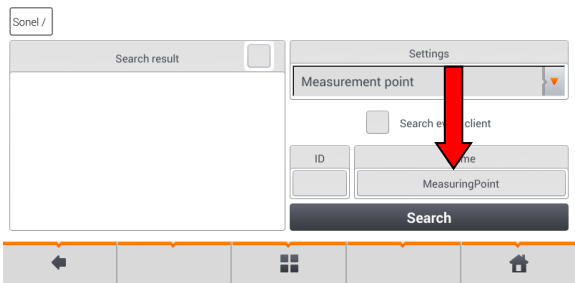 Sonel /
Search result
Settings
Measurement point
Search client
ID
MeasuringPoint
Search